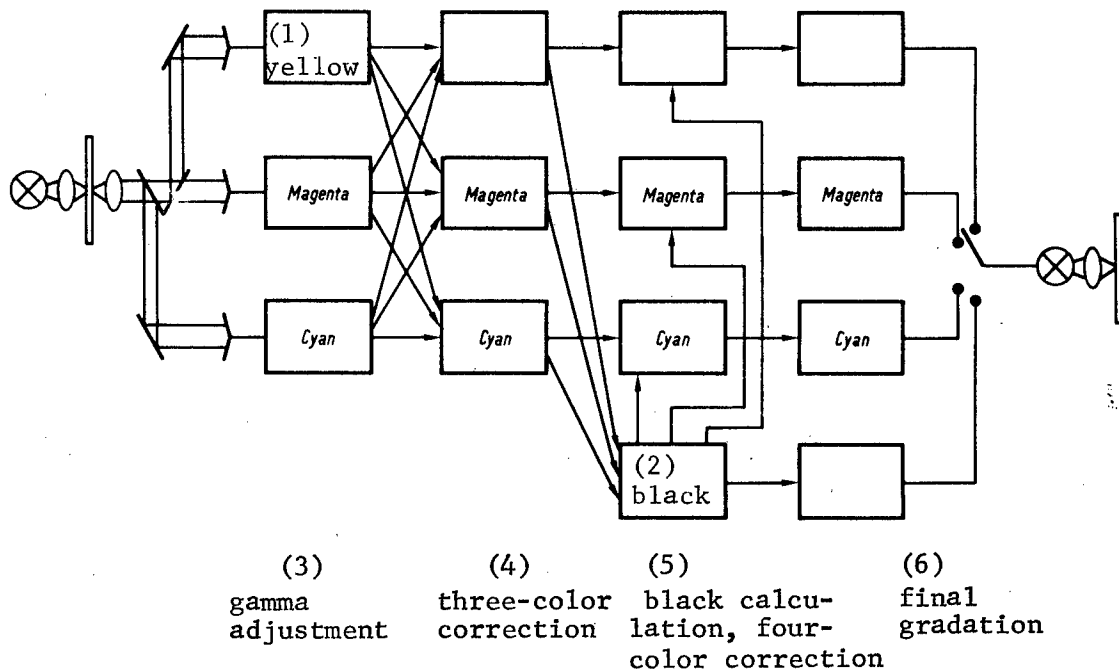 (1)
yellow
Magenta
Magenta
Magenta
Magenta
Cyan
Cyan
Cyan
Cyan
(2)
black
(3)
gamma
adjustment
(4)
three-color
correction
(5)
black calcu-
lation, four-
color correction
(6)
final
gradation